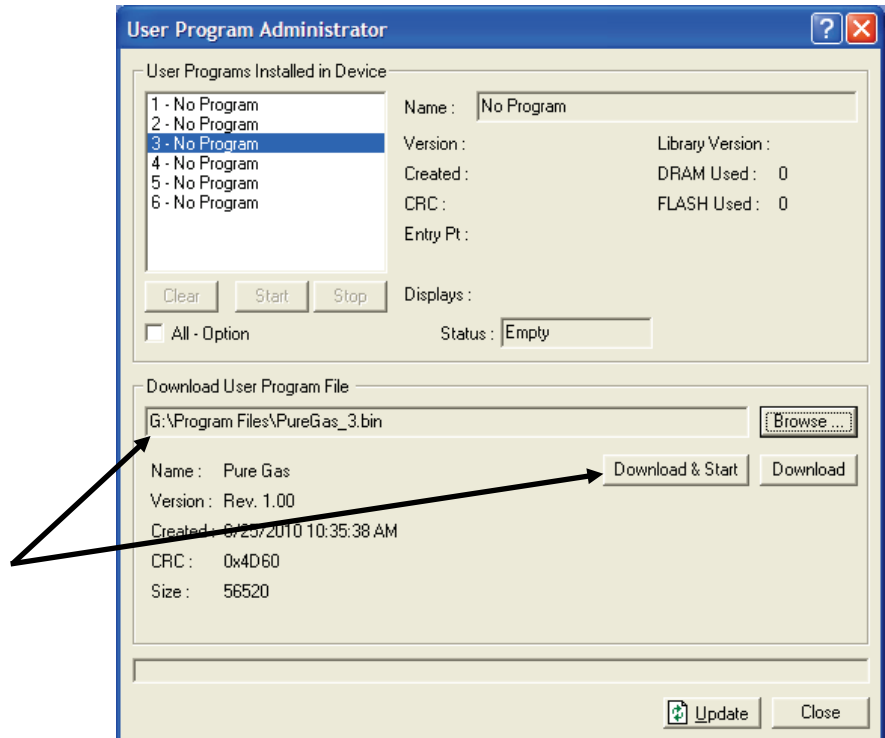 User Program Administrator
User Programs Installed in Device
1 - No Program
2 - No Program
3 - No Program
4 - No Program
5 - No Program
6 - No Program
Name : No Program
Version : Library Version :
Created : DRAM Used : 0
CRC : FLASH Used : 0
Entry Pt :
Clear Start Stop Displays :
All - Option Status : Empty
Download User Program File
G:\Program Files\PureGas_3.bin Browse ...
Name : Pure Gas Download & Start Download
Version : Rev. 1.00
Created : /2010 10:35:38 AM
CRC : 0x4D60
Size : 56520
Update Close